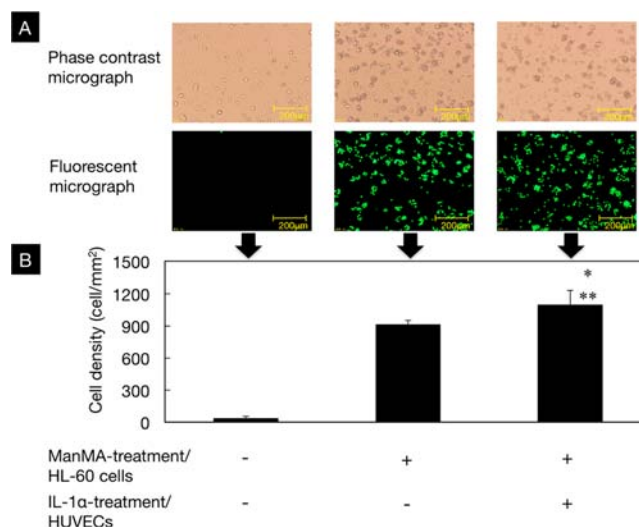 A
Phase contrast
micrograph
200μm
200μm
200μm
Fluorescent
micrograph
200μm
200μm
200μm
B
Cell density (cell/mm²)
1500
1200
900
600
300
0
*
**
ManMA-treatment/
HL-60 cells
- + +
IL-1α-treatment/
HUVECs
- - +